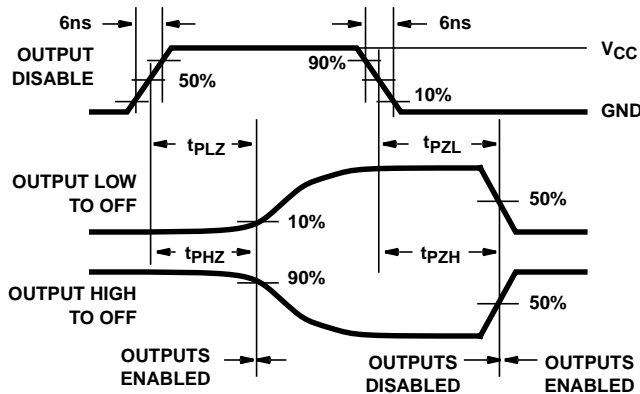 6ns
6ns
OUTPUT
DISABLE
50%
90%
10%
VCC
GND
tPLZ
tPZL
OUTPUT LOW
TO OFF
10%
50%
tPHZ
tPZH
OUTPUT HIGH
TO OFF
90%
50%
OUTPUTS
ENABLED
OUTPUTS
DISABLED
OUTPUTS
ENABLED